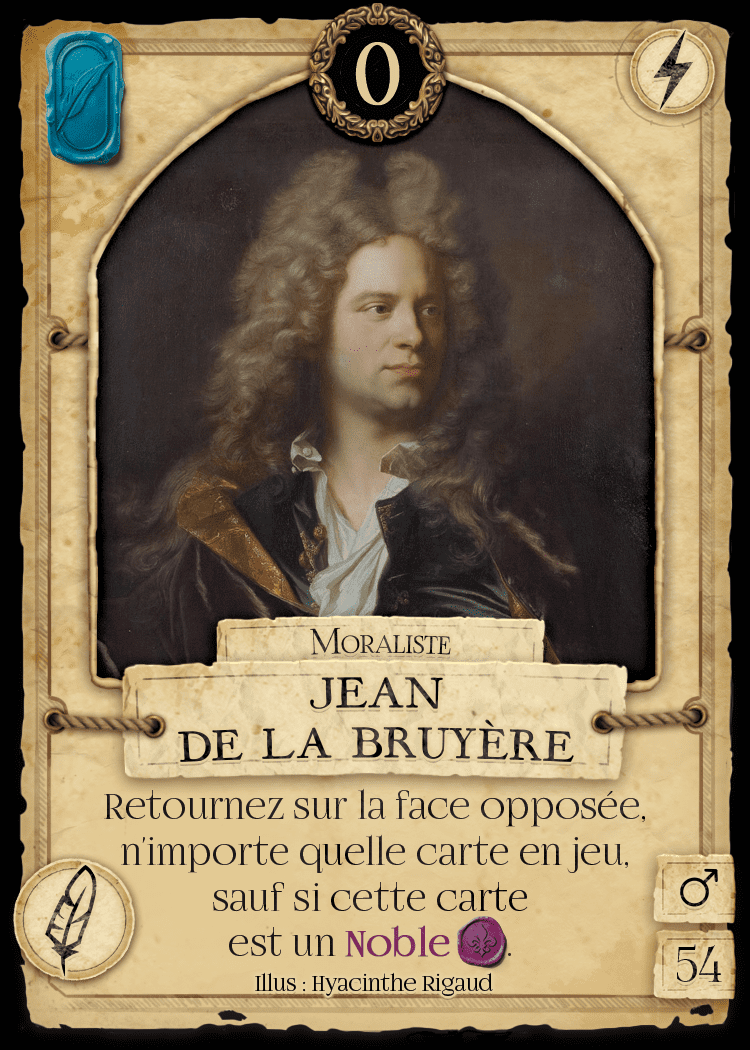 0
Moraliste
JEAN
DE LA BRUYÈRE
Retournez sur la face opposée,
n'importe quelle carte en jeu,
sauf si cette carte
est un Noble .
Illus : Hyacinthe Rigaud
♂
54